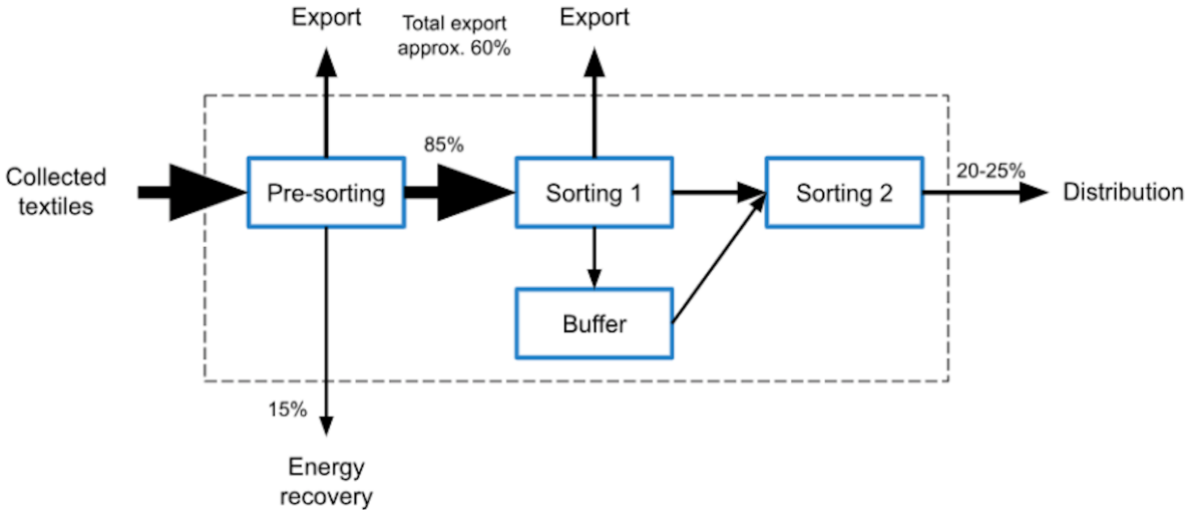 Export
Total export
approx. 60%
Export
85%
Collected
textiles
Pre-sorting
Sorting 1
Sorting 2
20-25%
Distribution
Buffer
15%
Energy
recovery